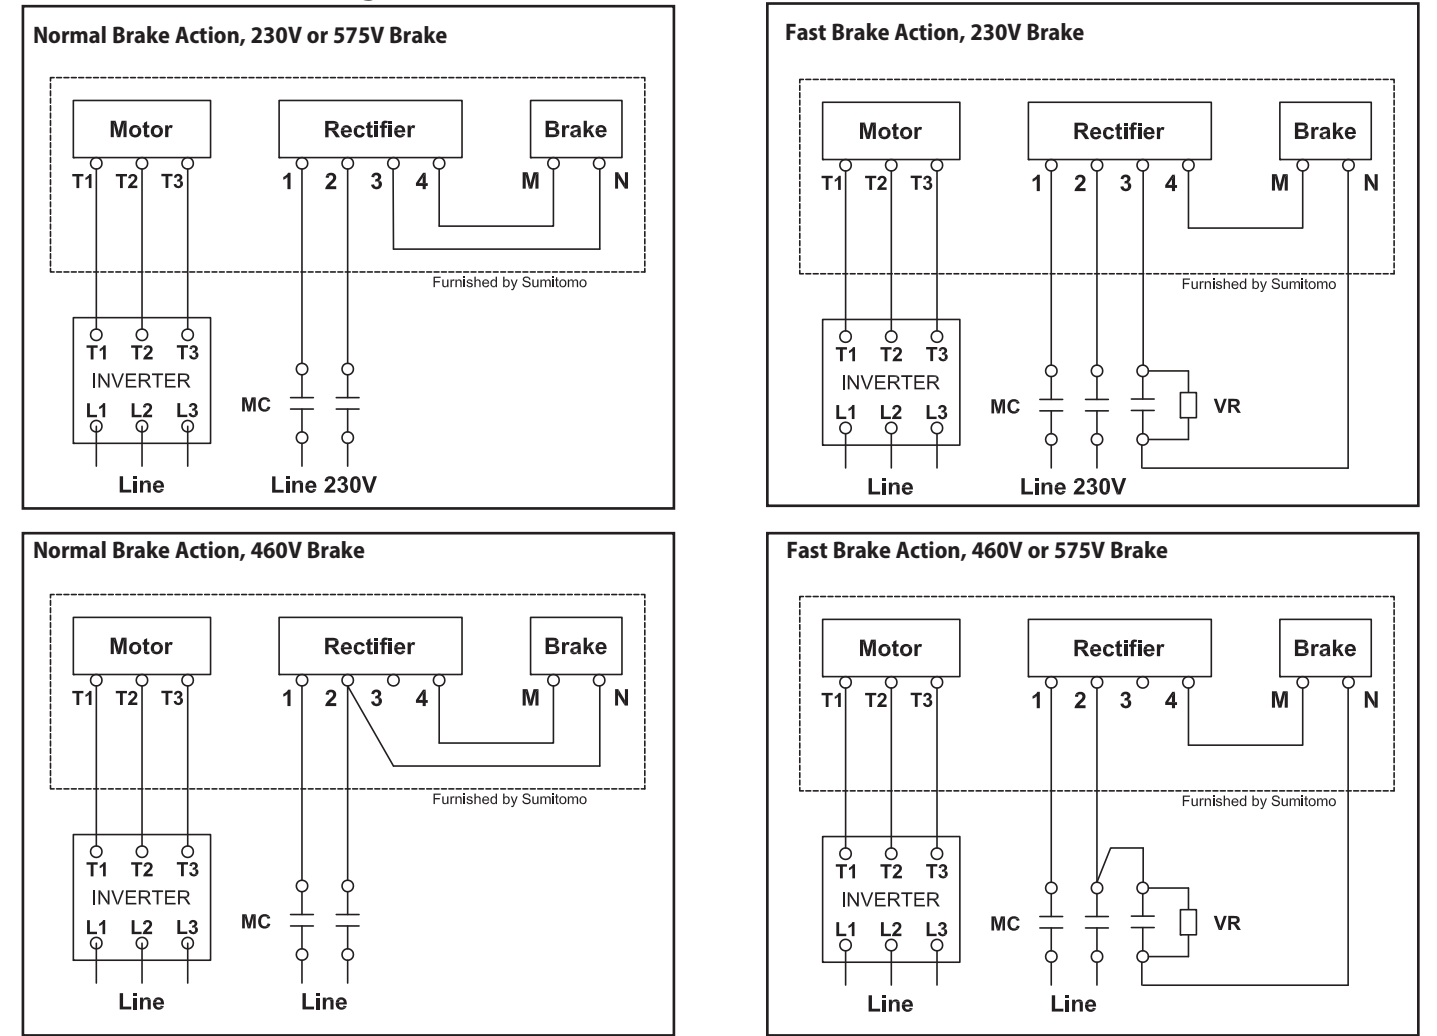 Normal Brake Action, 230V or 575V Brake
Motor Rectifier Brake
T1 T2 T3 1 2 3 4 M N
Furnished by Sumitomo
T1 T2 T3
INVERTER
MC
L1 L2 L3
Line Line 230V
Fast Brake Action, 230V Brake
Motor Rectifier Brake
T1 T2 T3 1 2 3 4 M N
Furnished by Sumitomo
T1 T2 T3
INVERTER
MC VR
L1 L2 L3
Line Line 230V
Normal Brake Action, 460V Brake
Motor Rectifier Brake
T1 T2 T3 1 2 3 4 M N
Furnished by Sumitomo
T1 T2 T3
INVERTER
MC
L1 L2 L3
Line Line
Fast Brake Action, 460V or 575V Brake
Motor Rectifier Brake
T1 T2 T3 1 2 3 4 M N
Furnished by Sumitomo
T1 T2 T3
INVERTER
MC VR
L1 L2 L3
Line Line